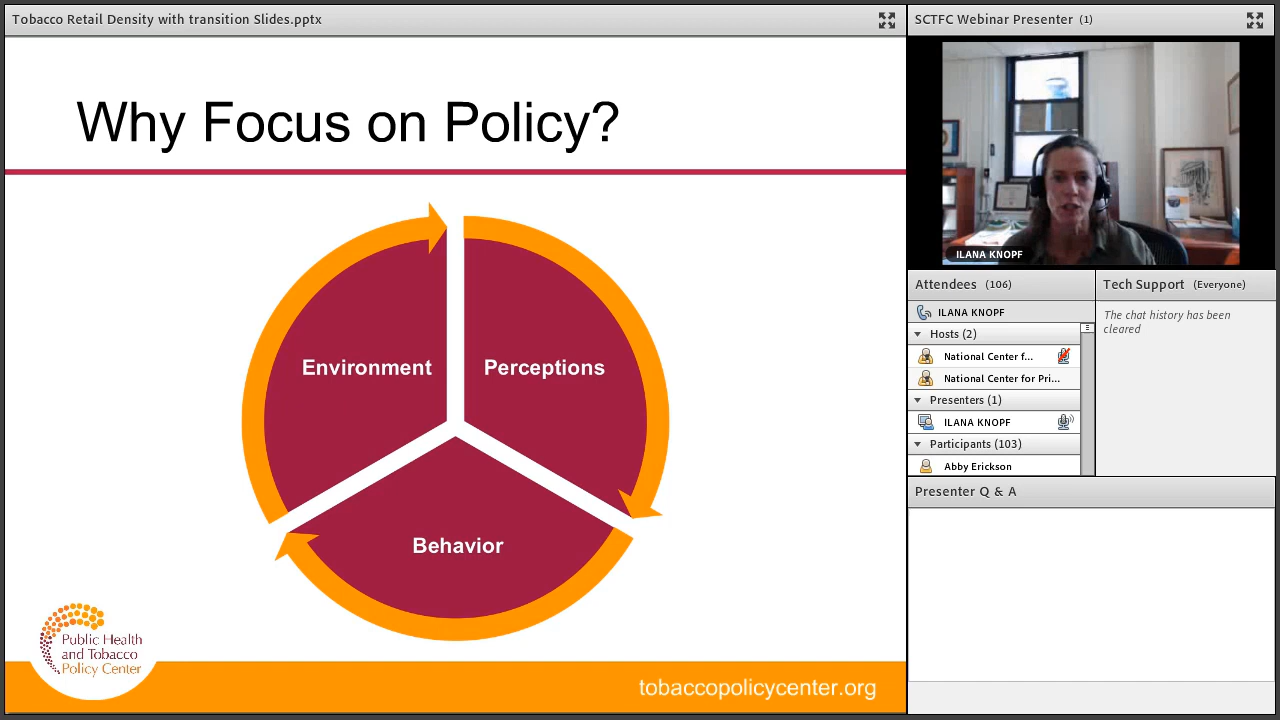 Tobacco Retail Density with transition Slides.pptx
Why Focus on Policy?
Environment
Perceptions
Behavior
Public Health
and Tobacco
Policy Center
tobaccopolicycenter.org
SCTFC Webinar Presenter (1)
ILANA KNOPF
Attendees (106)
ILANA KNOPF
Hosts (2)
National Center f...
National Center for Pri...
Presenters (1)
ILANA KNOPF
Participants (103)
Abby Erickson
Tech Support (Everyone)
The chat history has been
cleared
Presenter Q & A